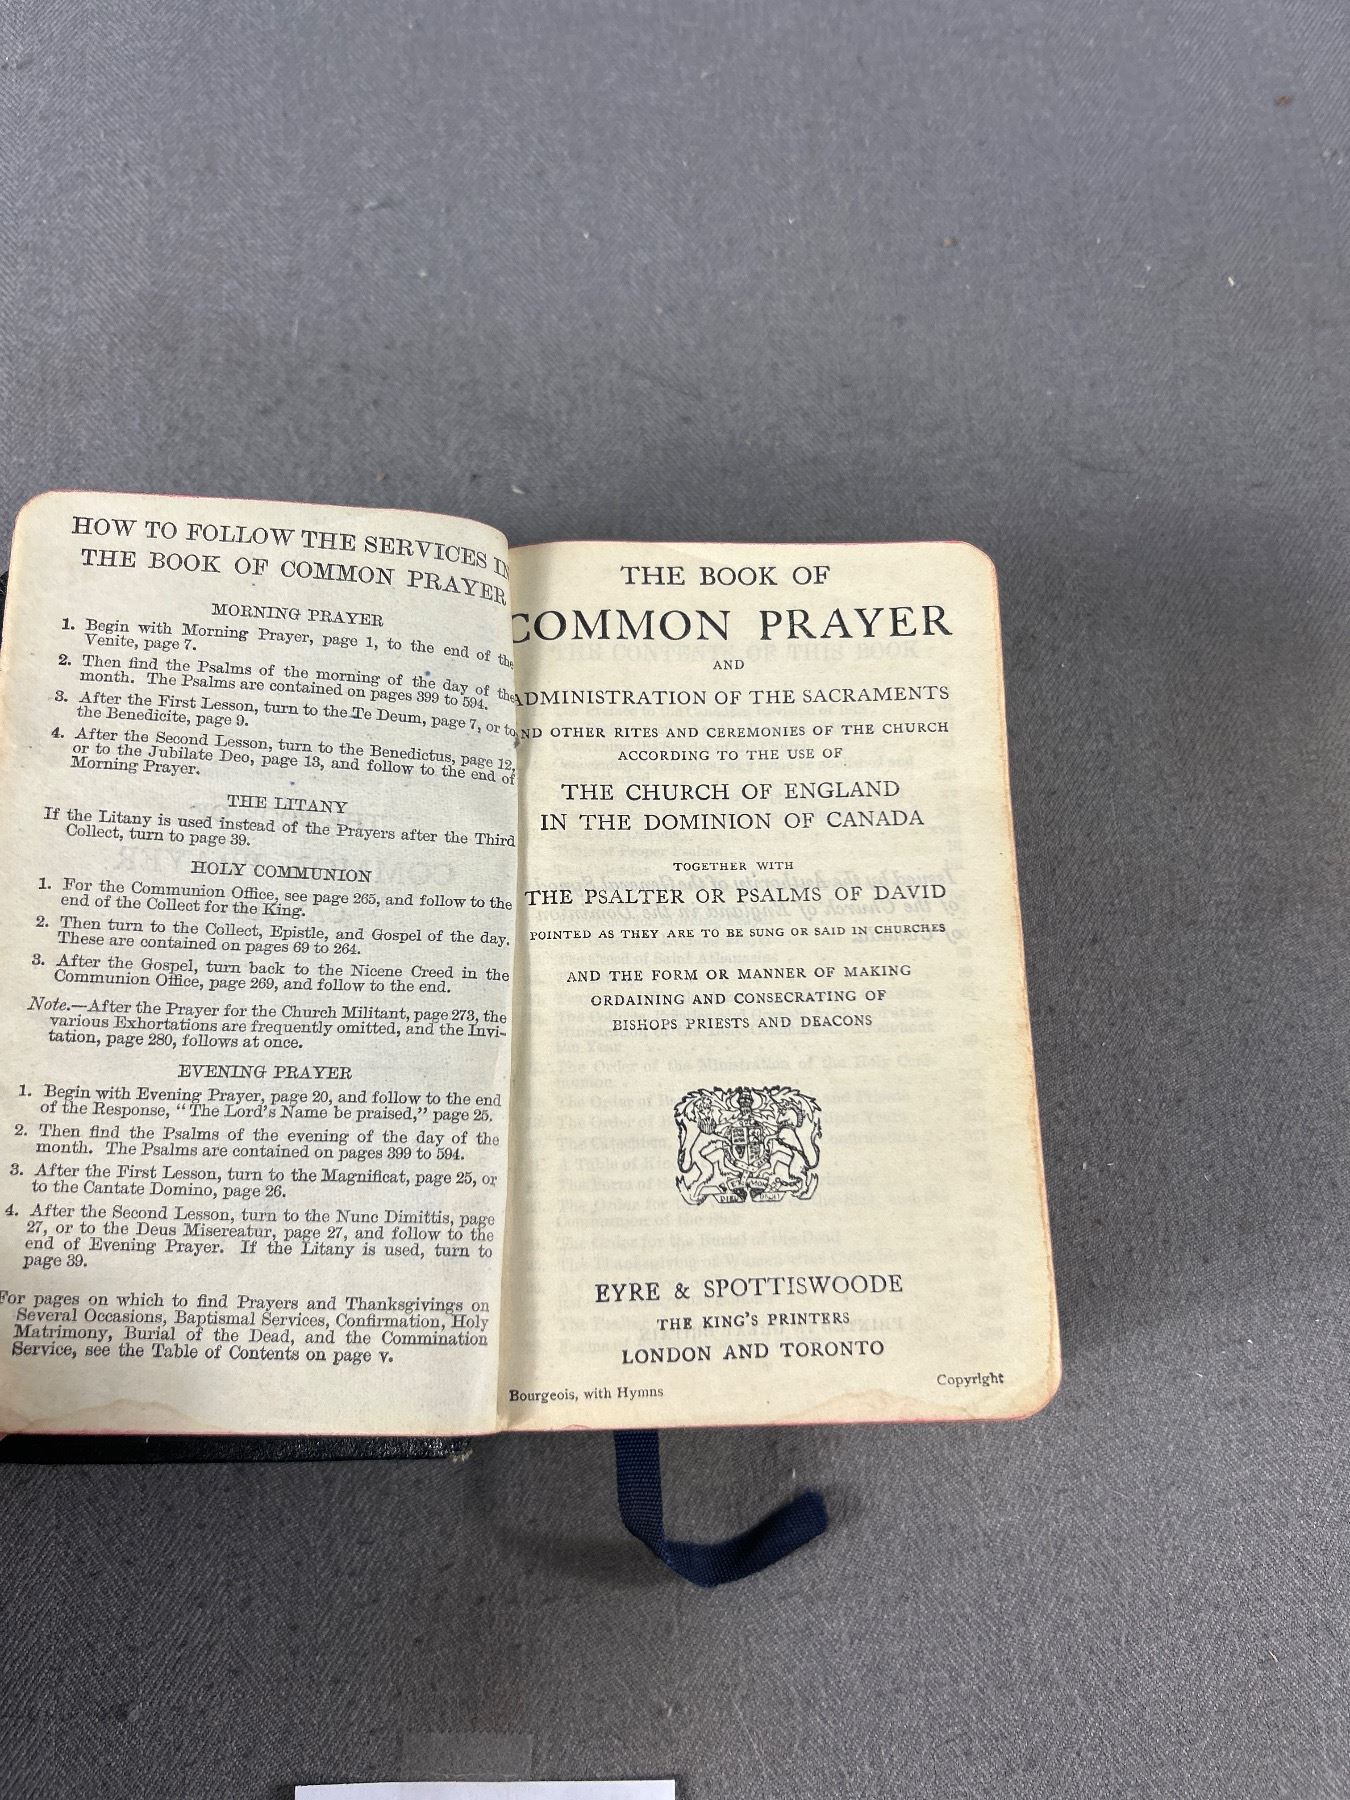 HOW TO FOLLOW THE SERVICES IN
THE BOOK OF COMMON PRAYER
MORNING PRAYER
1. Begin with Morning Prayer, page 1, to the end of the
Venite, page 7.
2. Then find the Psalms of the morning of the day of the
month. The Psalms are contained on pages 399 to 594.
3. After the First Lesson, turn to the Te Deum, page 7, or to
the Benedicite, page 9.
4. After the Second Lesson, turn to the Benedictus, page 12,
or to the Jubilate Deo, page 13, and follow to the end of
Morning Prayer.
THE LITANY
If the Litany is used instead of the Prayers after the Third
Collect, turn to page 39.
HOLY COMMUNION
1. For the Communion Office, see page 265, and follow to the
end of the Collect for the King.
2. Then turn to the Collect, Epistle, and Gospel of the day.
These are contained on pages 69 to 264.
3. After the Gospel, turn back to the Nicene Creed in the
Communion Office, page 269, and follow to the end.
Note.—After the Prayer for the Church Militant, page 273, the
various Exhortations are frequently omitted, and the Invi-
tation, page 280, follows at once.
EVENING PRAYER
1. Begin with Evening Prayer, page 20, and follow to the end
of the Response, "The Lord's Name be praised," page 25.
2. Then find the Psalms of the evening of the day of the
month. The Psalms are contained on pages 399 to 594.
3. After the First Lesson, turn to the Magnificat, page 25, or
to the Cantate Domino, page 26.
4. After the Second Lesson, turn to the Nunc Dimittis, page
27, or to the Deus Misereatur, page 27, and follow to the
end of Evening Prayer. If the Litany is used, turn to
page 39.
For pages on which to find Prayers and Thanksgivings on
Several Occasions, Baptismal Services, Confirmation, Holy
Matrimony, Burial of the Dead, and the Commination
Service, see the Table of Contents on page v.
THE BOOK OF
COMMON PRAYER
AND
ADMINISTRATION OF THE SACRAMENTS
AND OTHER RITES AND CEREMONIES OF THE CHURCH
ACCORDING TO THE USE OF
THE CHURCH OF ENGLAND
IN THE DOMINION OF CANADA
TOGETHER WITH
THE PSALTER OR PSALMS OF DAVID
POINTED AS THEY ARE TO BE SUNG OR SAID IN CHURCHES
AND THE FORM OR MANNER OF MAKING
ORDAINING AND CONSECRATING OF
BISHOPS PRIESTS AND DEACONS
EYRE & SPOTTISWOODE
THE KING'S PRINTERS
LONDON AND TORONTO
Bourgeois, with Hymns
Copyright